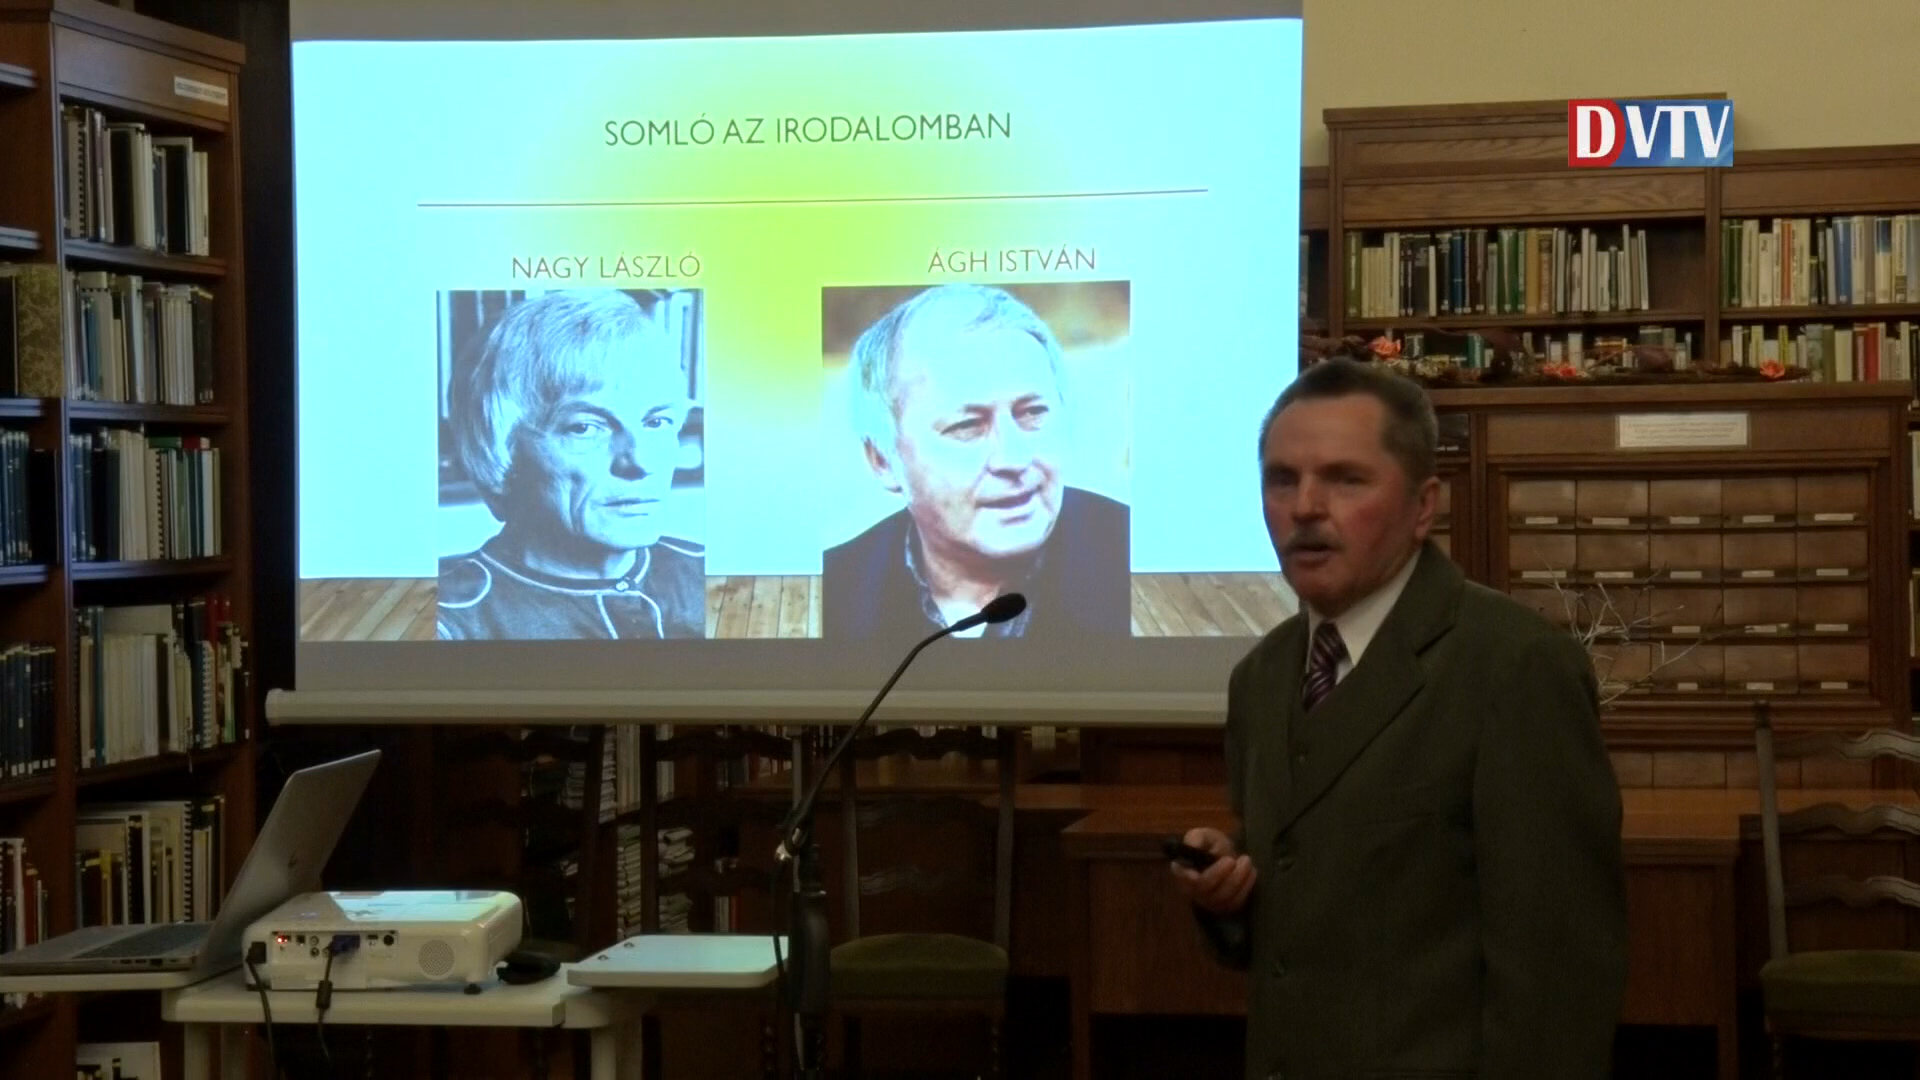 SOMLÓ AZ IRODALOMBAN
DVTV
NAGY LÁSZLÓ
ÁGH ISTVÁN